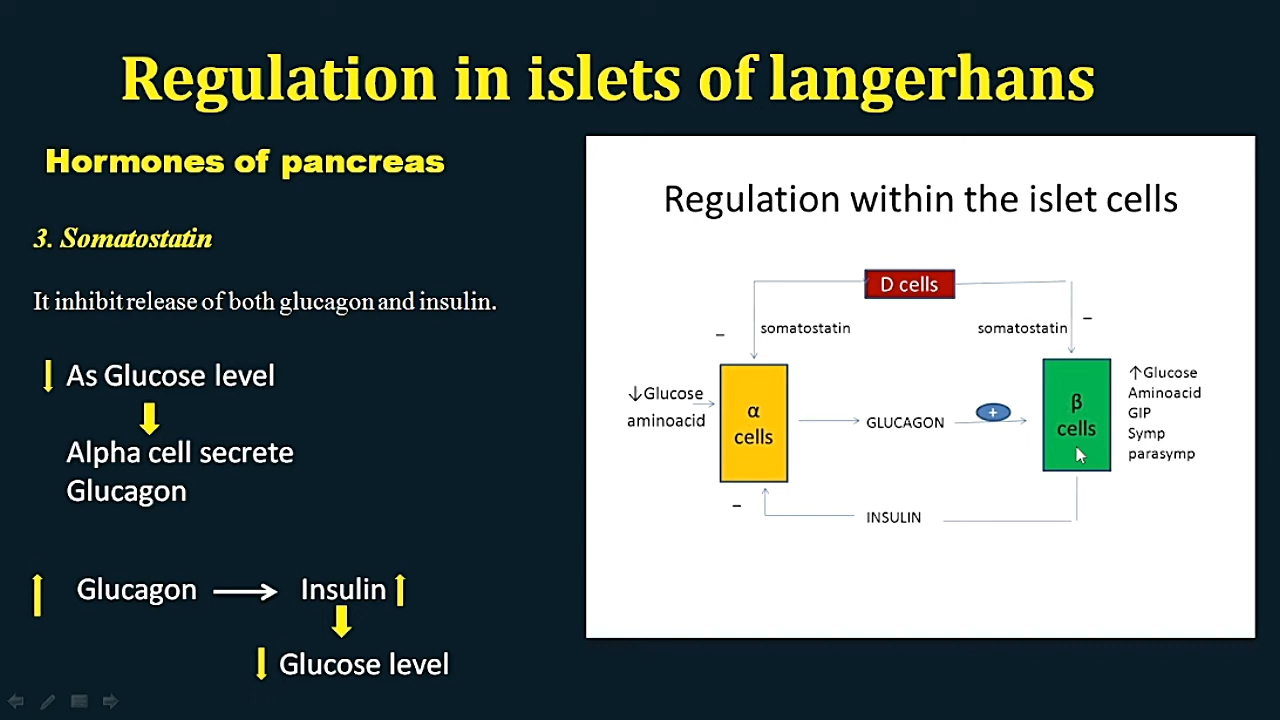 Regulation in islets of langerhans
Hormones of pancreas
3. Somatostatin
It inhibit release of both glucagon and insulin.
As Glucose level
Alpha cell secrete
Glucagon
Glucagon
Insulin
Glucose level
Regulation within the islet cells
D cells
–
somatostatin
somatostatin
–
↓Glucose
aminoacid
α
cells
GLUCAGON
+
β
cells
↑Glucose
Aminoacid
GIP
Symp
parasymp
–
INSULIN